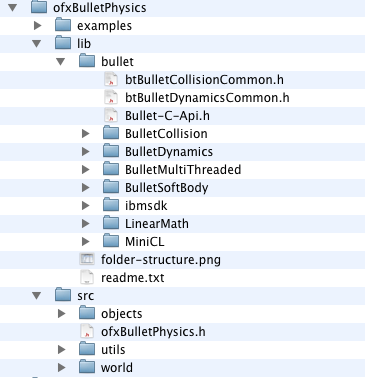 ofxBulletPhysics
examples
lib
bullet
btBulletCollisionCommon.h
btBulletDynamicsCommon.h
Bullet-C-Api.h
BulletCollision
BulletDynamics
BulletMultiThreaded
BulletSoftBody
ibmsdk
LinearMath
MiniCL
folder-structure.png
readme.txt
src
objects
ofxBulletPhysics.h
utils
world